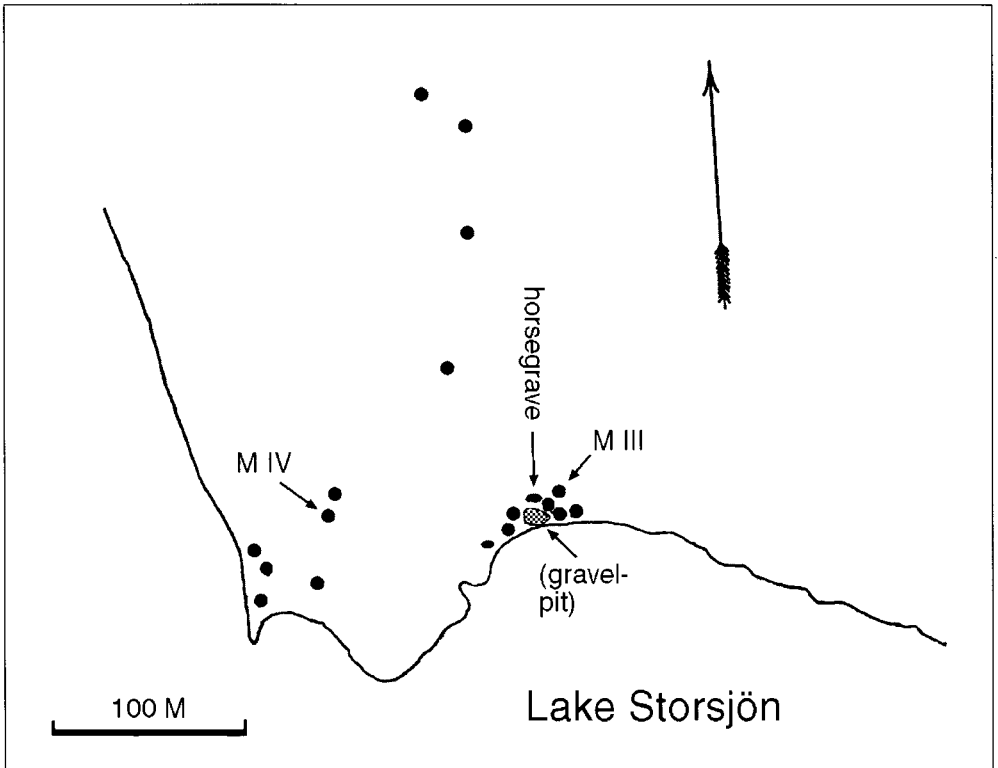 horsegrave
M III
M IV
(gravel-
pit)
100 M
Lake Storsjön